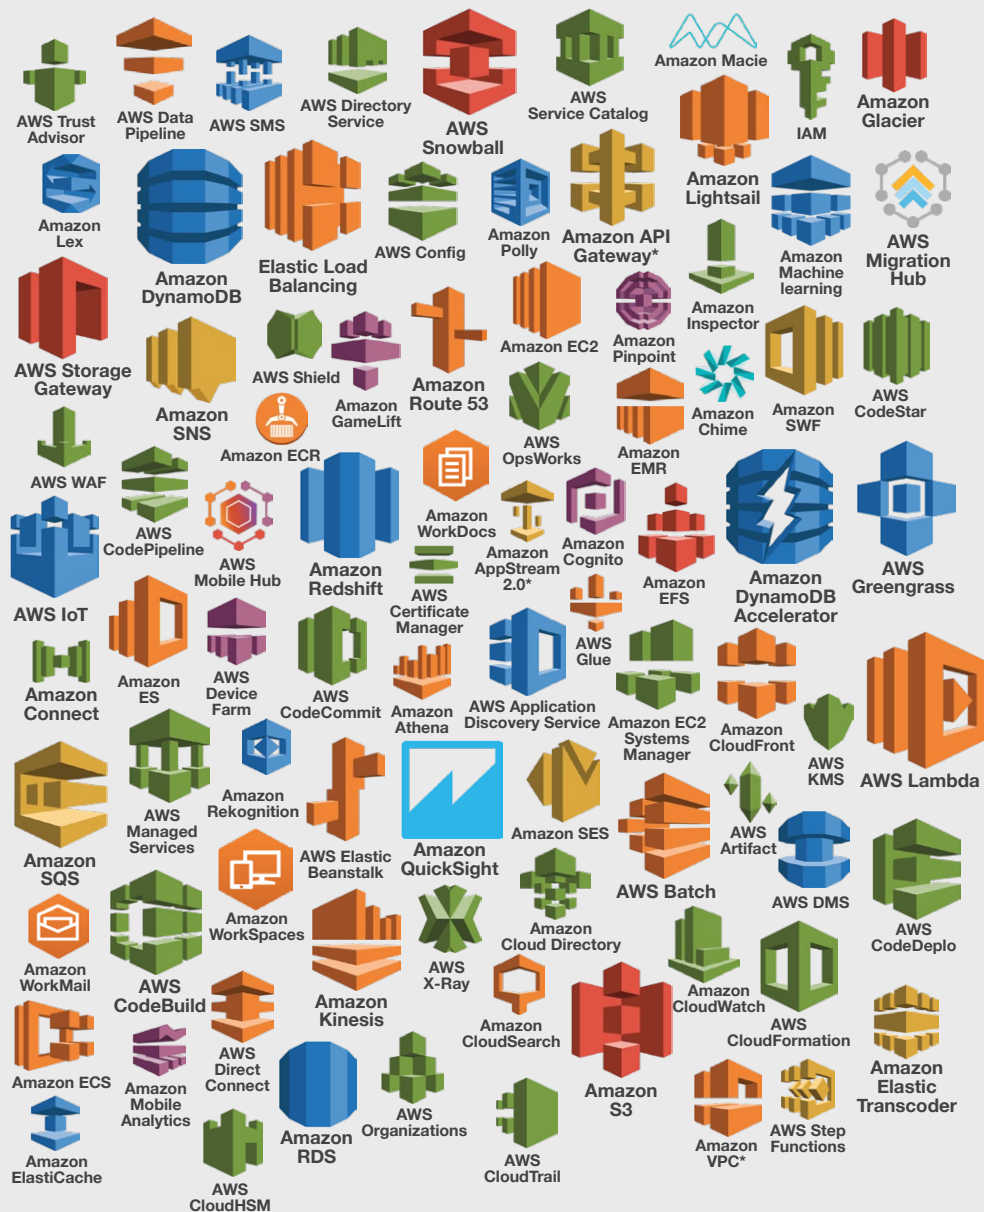 Amazon Macie
AWS Trust
Advisor
AWS Data
Pipeline
AWS SMS
AWS Directory
Service
AWS
Snowball
AWS
Service Catalog
IAM
Amazon
Glacier
Amazon
Lex
Amazon
DynamoDB
Elastic Load
Balancing
AWS Config
Amazon
Polly
Amazon API
Gateway*
Amazon
Lightsail
Amazon
Machine
learning
AWS
Migration
Hub
AWS Storage
Gateway
Amazon
SNS
AWS Shield
Amazon
GameLift
Amazon
Route 53
Amazon EC2
Amazon
Pinpoint
Amazon
Inspector
Amazon
SWF
AWS
CodeStar
AWS WAF
Amazon ECR
AWS
OpsWorks
Amazon
EMR
Amazon
Chime
AWS
CodePipeline
AWS
Mobile Hub
Amazon
Redshift
Amazon
WorkDocs
Amazon
AppStream
2.0*
Amazon
Cognito
Amazon
EFS
Amazon
DynamoDB
Accelerator
AWS
Greengrass
AWS IoT
AWS
Certificate
Manager
AWS
Glue
Amazon
Connect
Amazon
ES
AWS
Device
Farm
AWS
CodeCommit
Amazon
Athena
AWS Application
Discovery Service
Amazon EC2
Systems
Manager
Amazon
CloudFront
AWS
KMS
AWS Lambda
Amazon
SQS
AWS
Managed
Services
Amazon
Rekognition
AWS Elastic
Beanstalk
Amazon
QuickSight
Amazon SES
AWS Batch
AWS
Artifact
AWS DMS
AWS
CodeDeplo
Amazon
WorkMail
AWS
CodeBuild
Amazon
WorkSpaces
Amazon
Kinesis
AWS
X-Ray
Amazon
Cloud Directory
Amazon
CloudSearch
Amazon
CloudWatch
AWS
CloudFormation
Amazon ECS
Amazon
Mobile
Analytics
AWS
Direct
Connect
Amazon
RDS
AWS
Organizations
Amazon
S3
Amazon
VPC*
AWS Step
Functions
Amazon
Elastic
Transcoder
Amazon
ElastiCache
AWS
CloudHSM
AWS
CloudTrail